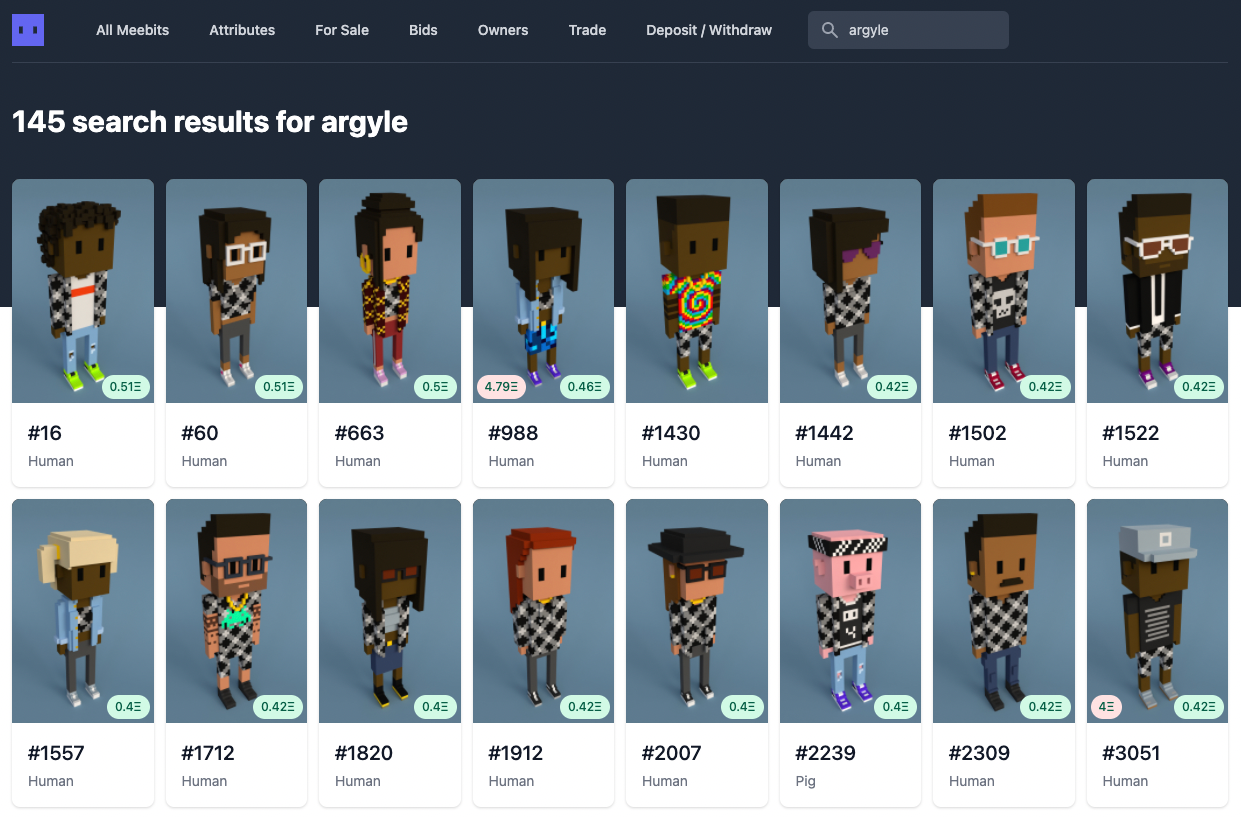 All Meebits Attributes For Sale Bids Owners Trade Deposit / Withdraw argyle
145 search results for argyle
0.51Ξ 0.51Ξ 0.5Ξ 4.79Ξ 0.46Ξ 0.42Ξ 0.42Ξ 0.42Ξ
#16 #60 #663 #988 #1430 #1442 #1502 #1522
Human Human Human Human Human Human Human Human
0.4Ξ 0.42Ξ 0.4Ξ 0.42Ξ 0.4Ξ 0.4Ξ 0.42Ξ 4Ξ 0.42Ξ
#1557 #1712 #1820 #1912 #2007 #2239 #2309 #3051
Human Human Human Human Human Pig Human Human